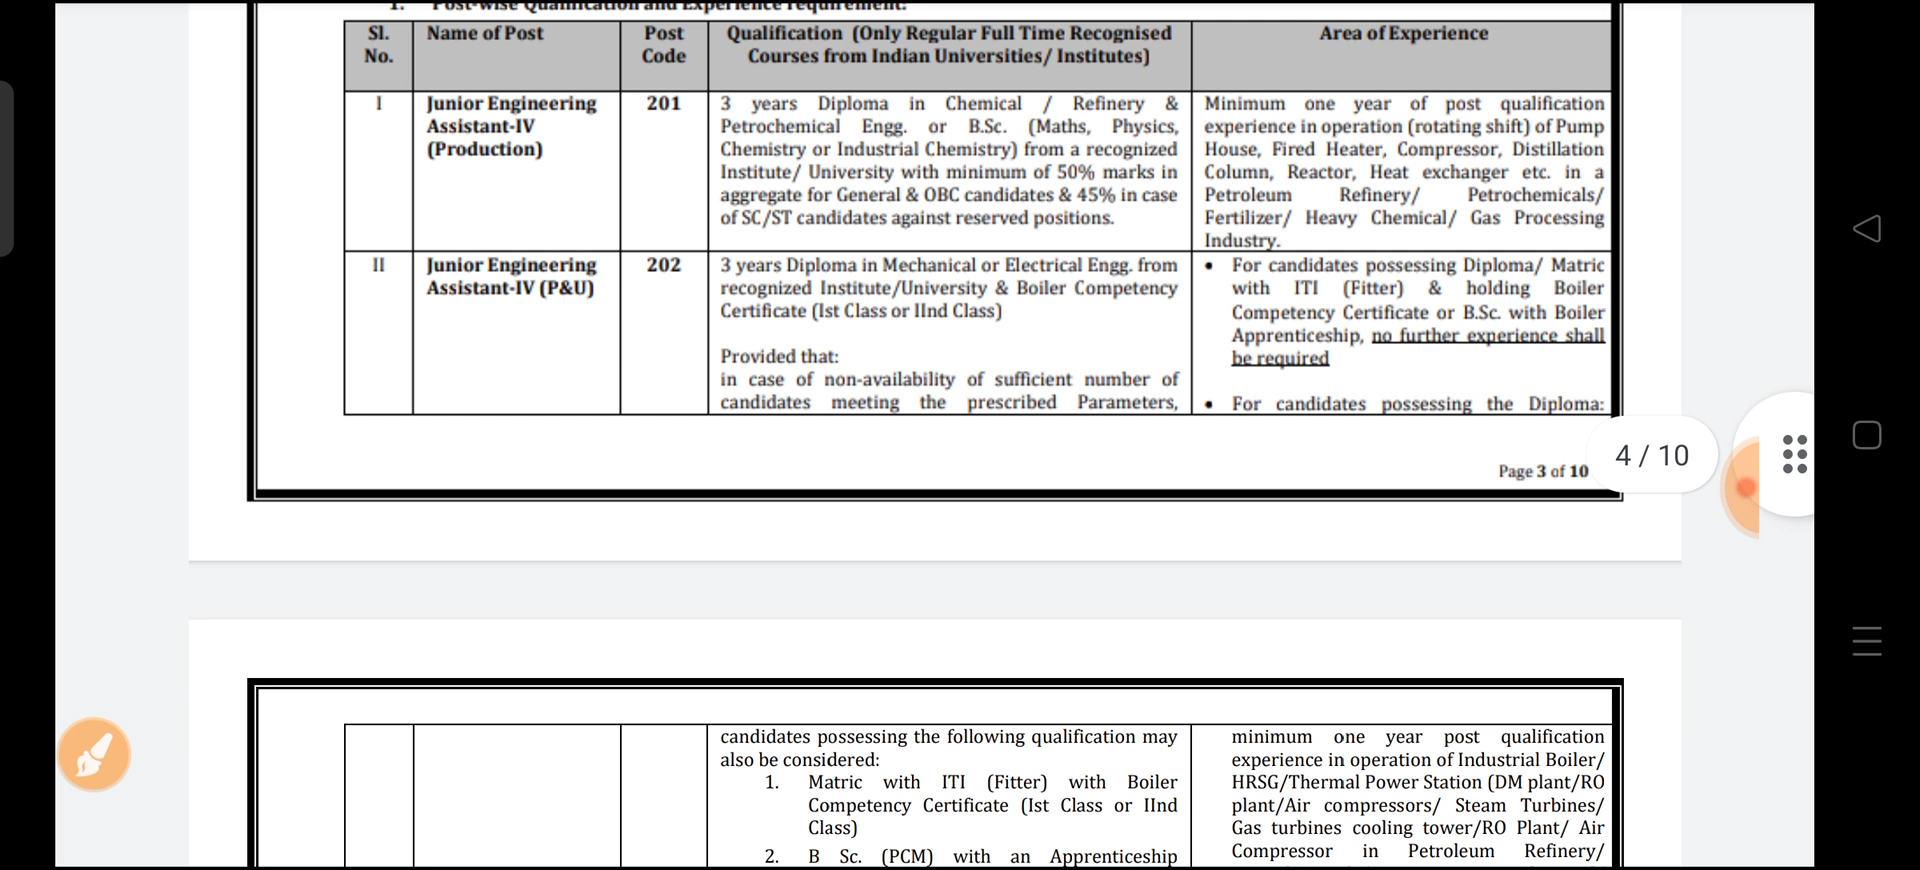 1. Post-wise Qualification and Experience requirement:
Sl. No.
Name of Post
Post Code
Qualification (Only Regular Full Time Recognised
Courses from Indian Universities/ Institutes)
Area of Experience
I
Junior Engineering
Assistant-IV
(Production)
201
3 years Diploma in Chemical / Refinery &
Petrochemical Engg. or B.Sc. (Maths, Physics,
Chemistry or Industrial Chemistry) from a recognized
Institute/ University with minimum of 50% marks in
aggregate for General & OBC candidates & 45% in case
of SC/ST candidates against reserved positions.
Minimum one year of post qualification
experience in operation (rotating shift) of Pump
House, Fired Heater, Compressor, Distillation
Column, Reactor, Heat exchanger etc. in a
Petroleum Refinery/ Petrochemicals/
Fertilizer/ Heavy Chemical/ Gas Processing
Industry.
II
Junior Engineering
Assistant-IV (P&U)
202
3 years Diploma in Mechanical or Electrical Engg. from
recognized Institute/University & Boiler Competency
Certificate (Ist Class or IInd Class)
Provided that:
in case of non-availability of sufficient number of
candidates meeting the prescribed Parameters,
• For candidates possessing Diploma/ Matric
with ITI (Fitter) & holding Boiler
Competency Certificate or B.Sc. with Boiler
Apprenticeship, no further experience shall
be required
• For candidates possessing the Diploma:
4 / 10
Page 3 of 10
candidates possessing the following qualification may
also be considered:
1. Matric with ITI (Fitter) with Boiler
Competency Certificate (Ist Class or IInd
Class)
2. B Sc. (PCM) with an Apprenticeship
minimum one year post qualification
experience in operation of Industrial Boiler/
HRSG/Thermal Power Station (DM plant/RO
plant/Air compressors/ Steam Turbines/
Gas turbines cooling tower/RO Plant/ Air
Compressor in Petroleum Refinery/